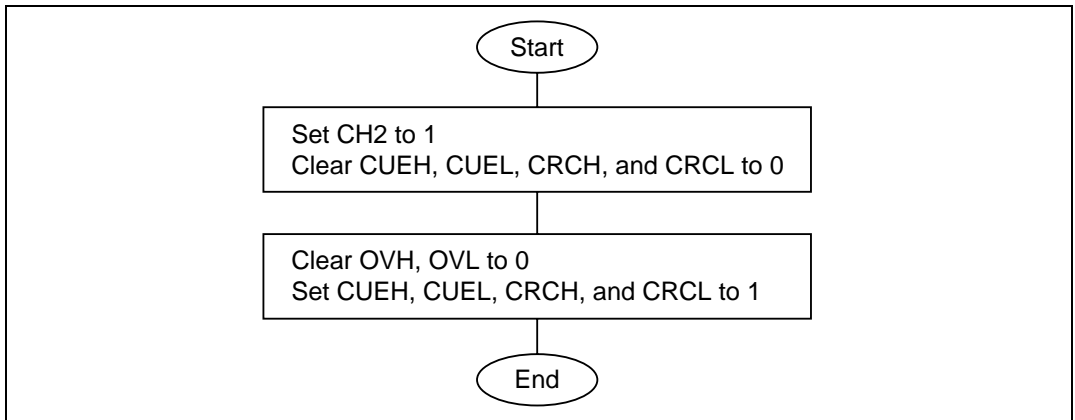 Start
Set CH2 to 1
Clear CUEH, CUEL, CRCH, and CRCL to 0
Clear OVH, OVL to 0
Set CUEH, CUEL, CRCH, and CRCL to 1
End